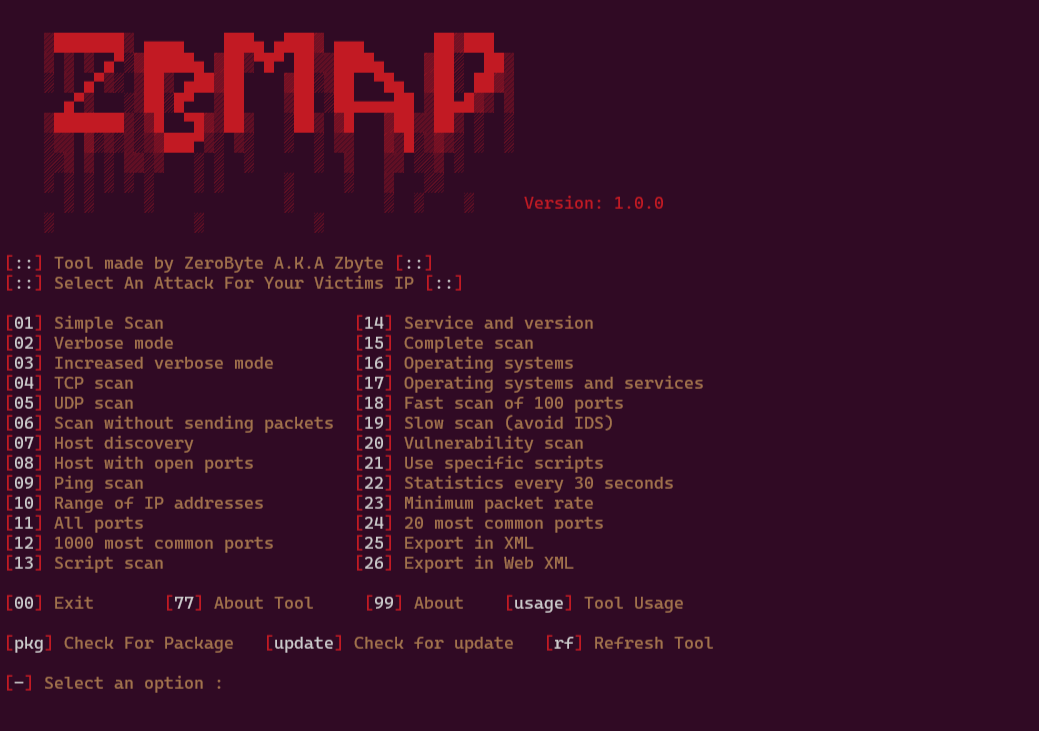 ZBMAP
Version: 1.0.0
[::] Tool made by ZeroByte A.K.A Zbyte [::]
[::] Select An Attack For Your Victims IP [::]
[01] Simple Scan [14] Service and version
[02] Verbose mode [15] Complete scan
[03] Increased verbose mode [16] Operating systems
[04] TCP scan [17] Operating systems and services
[05] UDP scan [18] Fast scan of 100 ports
[06] Scan without sending packets [19] Slow scan (avoid IDS)
[07] Host discovery [20] Vulnerability scan
[08] Host with open ports [21] Use specific scripts
[09] Ping scan [22] Statistics every 30 seconds
[10] Range of IP addresses [23] Minimum packet rate
[11] All ports [24] 20 most common ports
[12] 1000 most common ports [25] Export in XML
[13] Script scan [26] Export in Web XML
[00] Exit [77] About Tool [99] About [usage] Tool Usage
[pkg] Check For Package [update] Check for update [rf] Refresh Tool
[—] Select an option :